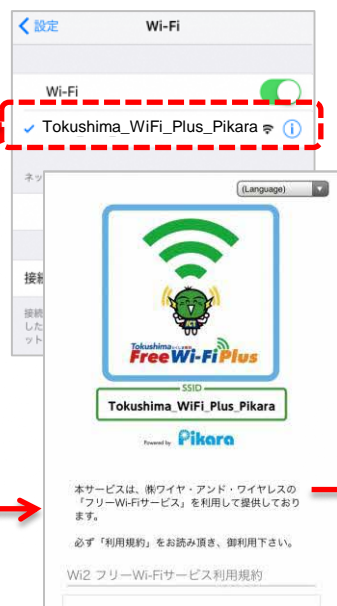 設定
Wi-Fi
Wi-Fi
Tokushima_WiFi_Plus_Pikara
ネッ
接続
接続
した
ット
(Language)
Tokushima
Free Wi-Fi Plus
SSID
Tokushima_WiFi_Plus_Pikara
Powered by Pikara
本サービスは、㈱ワイヤ・アンド・ワイヤレスの
「フリーWi-Fiサービス」を利用して提供しており
ます。
必ず「利用規約」をお読み頂き、御利用下さい。
Wi2 フリーWi-Fiサービス利用規約